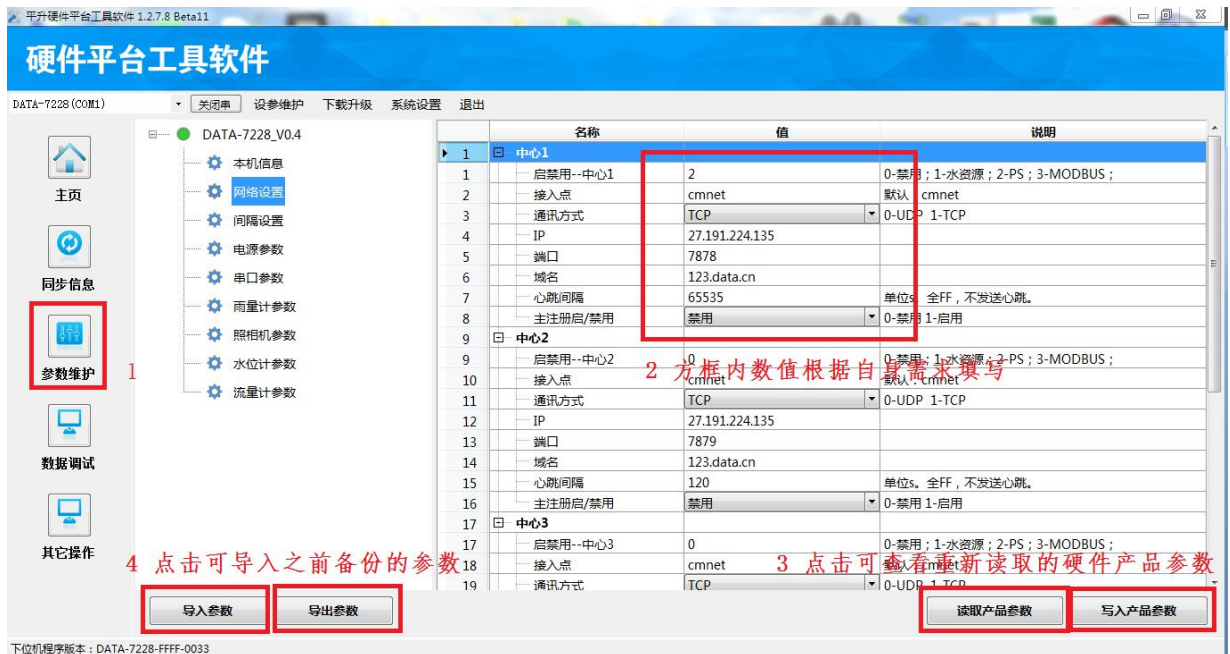 平升硬件平台工具软件 1.2.7.8 Beta11
硬件平台工具软件
DATA-7228(COM1) 关闭串 设参维护 下载升级 系统设置 退出
主页
同步信息
参数维护
数据调试
其它操作
1
DATA-7228_V0.4
本机信息
网络设置
间隔设置
电源参数
串口参数
雨量计参数
照相机参数
水位计参数
流量计参数
名称 值 说明
1 中心1
1 启禁用--中心1 2 0-禁用；1-水资源；2-PS；3-MODBUS；
2 接入点 cmnet 默认 cmnet
3 通讯方式 TCP 0-UDP 1-TCP
4 IP 27.191.224.135
5 端口 7878
6 域名 123.data.cn
7 心跳间隔 65535 单位s。全FF，不发送心跳。
8 主注册启/禁用 禁用 0-禁用 1-启用
9 中心2
9 启禁用--中心2 0 0-禁用；1-水资源；2-PS；3-MODBUS；
2 方框内数值根据自身需求填写
10 接入点 cmnet 默认：cmnet
11 通讯方式 TCP 0-UDP 1-TCP
12 IP 27.191.224.135
13 端口 7879
14 域名 123.data.cn
15 心跳间隔 120 单位s。全FF，不发送心跳。
16 主注册启/禁用 禁用 0-禁用 1-启用
17 中心3
17 启禁用--中心3 0 0-禁用；1-水资源；2-PS；3-MODBUS；
4 点击可导入之前备份的参数
3 点击可查看重新读取的硬件产品参数
18 接入点 cmnet 默认：cmnet
19 通讯方式 TCP 0-UDP 1-TCP
导入参数 导出参数 读取产品参数 写入产品参数
下位机程序版本：DATA-7228-FFFF-0033